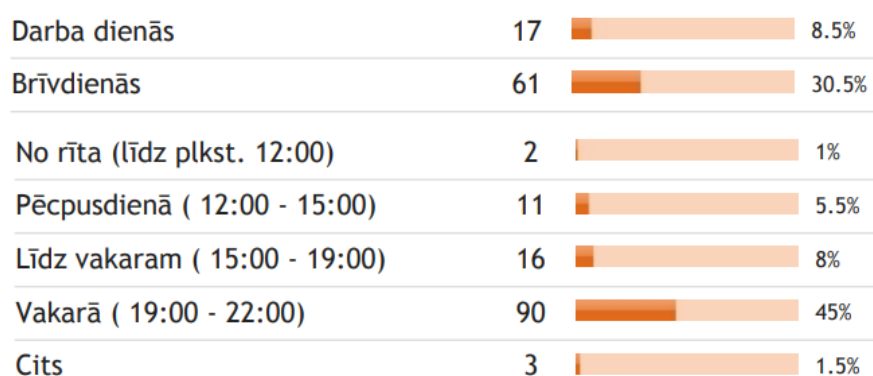 Darba dienās 17 8.5%
Brīvdienās 61 30.5%
No rīta (līdz plkst. 12:00) 2 1%
Pēcpusdienā ( 12:00 - 15:00) 11 5.5%
Līdz vakaram ( 15:00 - 19:00) 16 8%
Vakarā ( 19:00 - 22:00) 90 45%
Cits 3 1.5%